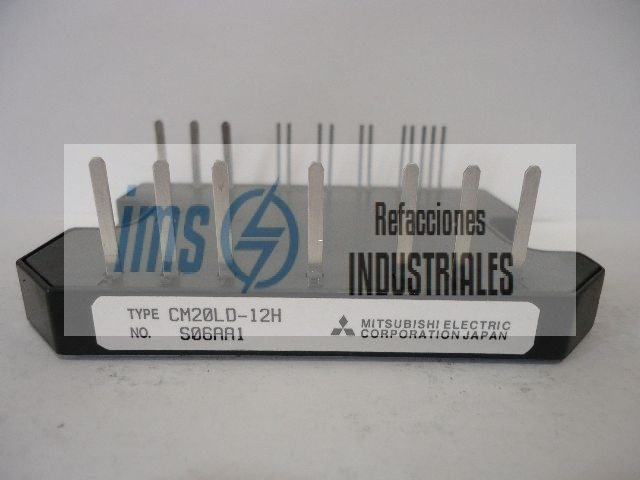 ims
Refacciones
INDUSTRIALES
TYPE CM20LD-12H
NO. S06AA1
MITSUBISHI ELECTRIC
CORPORATION JAPAN